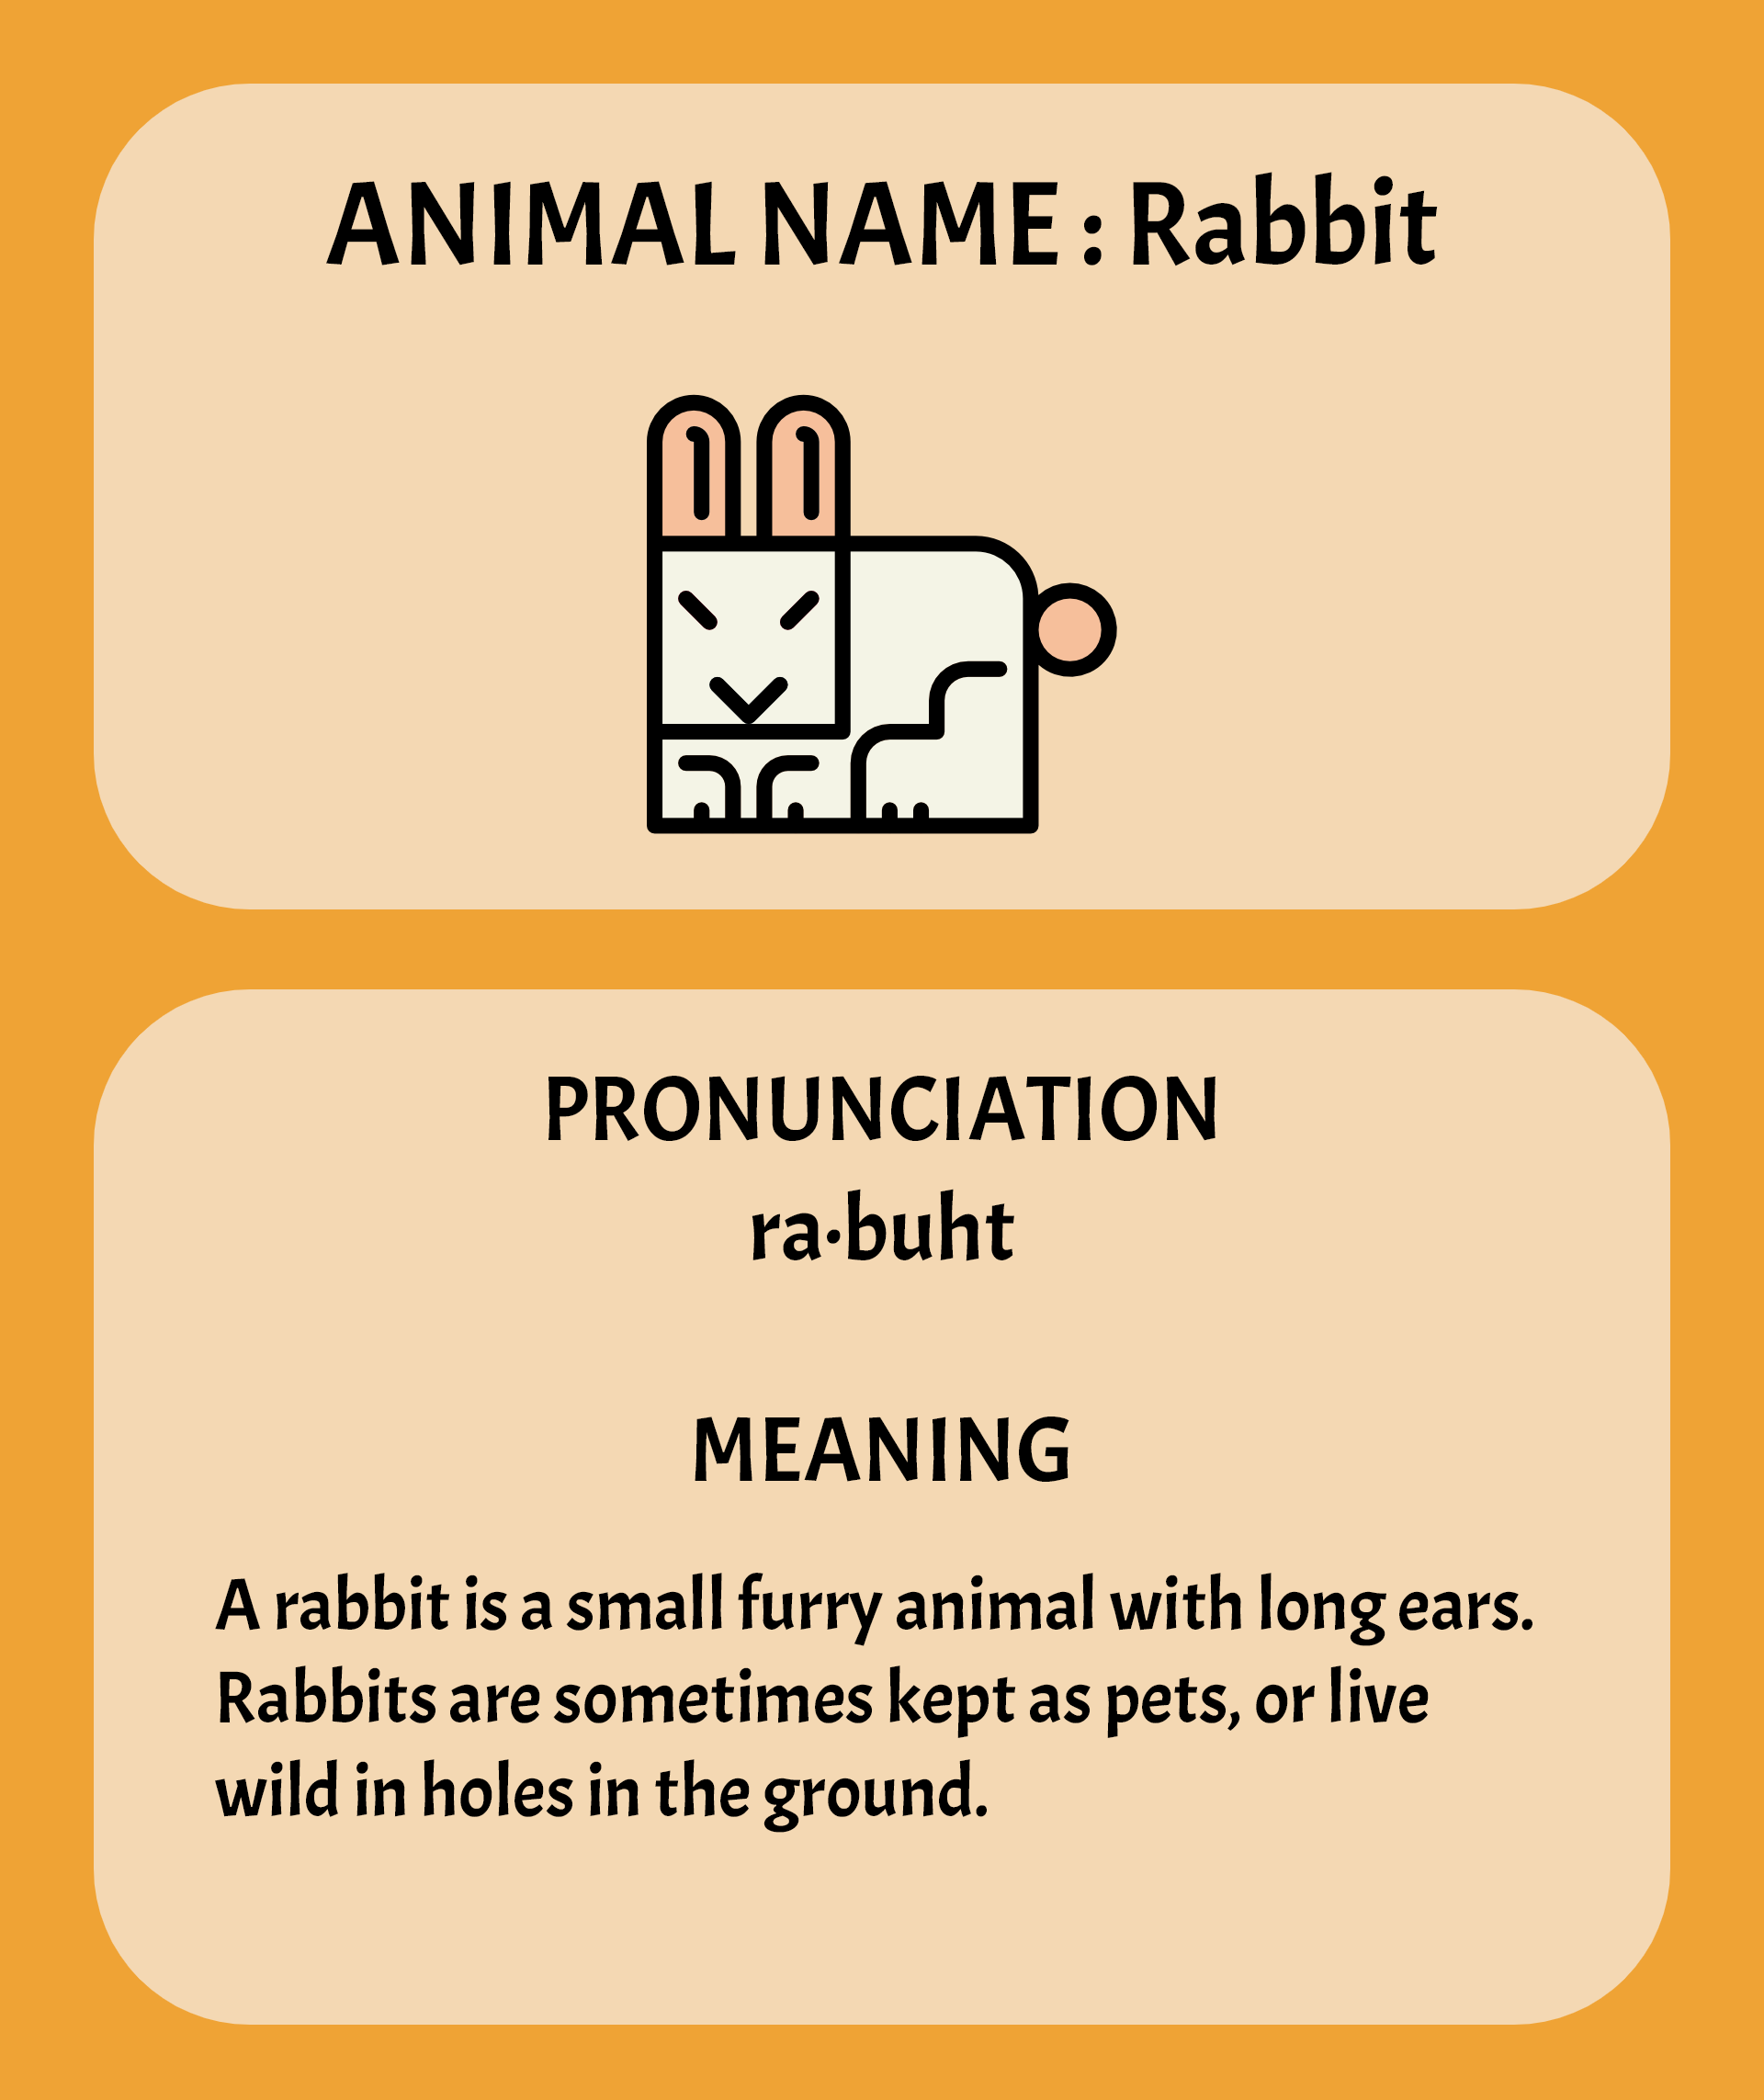 ANIMAL NAME : Rabbit
PRONUNCIATION
ra·buht
MEANING
A rabbit is a small furry animal with long ears.
Rabbits are sometimes kept as pets, or live
wild in holes in the ground.